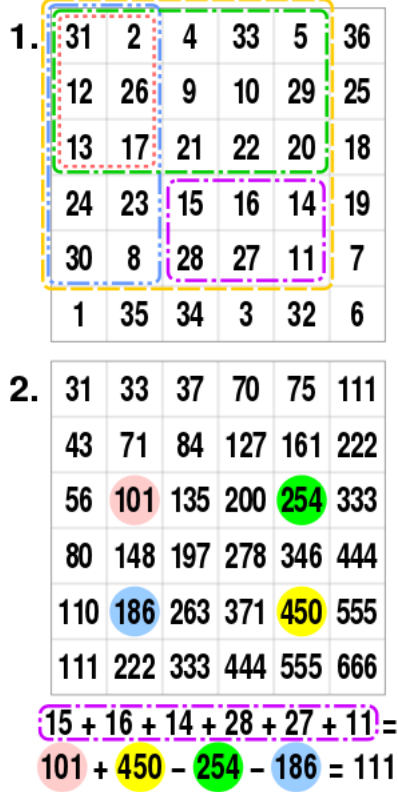 1. 31 2 4 33 5 36
12 26 9 10 29 25
13 17 21 22 20 18
24 23 15 16 14 19
30 8 28 27 11 7
1 35 34 3 32 6
2. 31 33 37 70 75 111
43 71 84 127 161 222
56 101 135 200 254 333
80 148 197 278 346 444
110 186 263 371 450 555
111 222 333 444 555 666
15 + 16 + 14 + 28 + 27 + 11 =
101 + 450 − 254 − 186 = 111